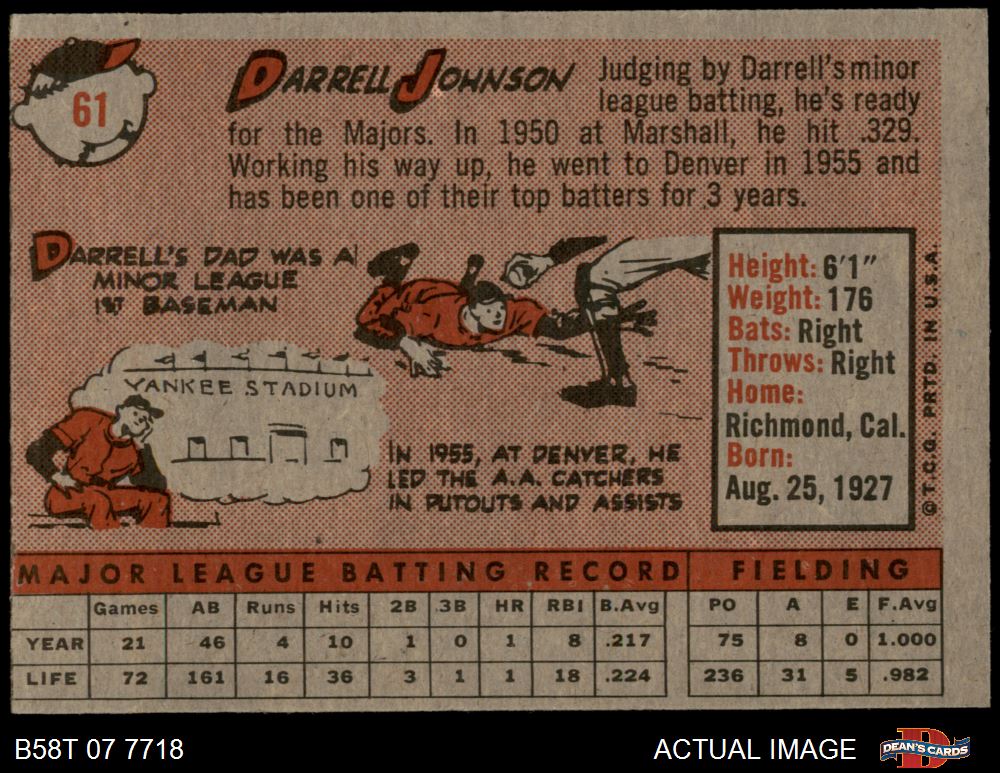 61
DARRELL JOHNSON
Judging by Darrell's minor
league batting, he's ready
for the Majors. In 1950 at Marshall, he hit .329.
Working his way up, he went to Denver in 1955 and
has been one of their top batters for 3 years.
DARRELL'S DAD WAS A
MINOR LEAGUE
1ST BASEMAN
YANKEE STADIUM
IN 1955, AT DENVER, HE
LED THE A.A. CATCHERS
IN PUTOUTS AND ASSISTS
Height: 6'1"
Weight: 176
Bats: Right
Throws: Right
Home:
Richmond, Cal.
Born:
Aug. 25, 1927
© T.C.G. PRTD. IN U.S.A.
MAJOR LEAGUE BATTING RECORD FIELDING
Games AB Runs Hits 2B 3B HR RBI B.Avg PO A E F.Avg
YEAR 21 46 4 10 1 0 1 8 .217 75 8 0 1.000
LIFE 72 161 16 36 3 1 1 18 .224 236 31 5 .982
B58T 07 7718 ACTUAL IMAGE DEAN'S CARDS